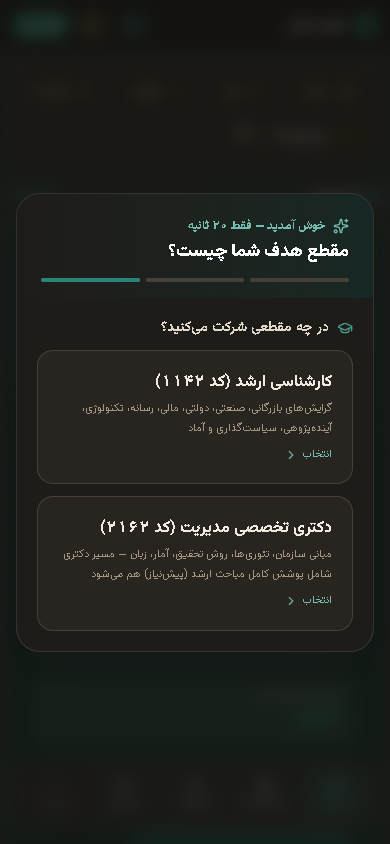 خوش آمدید — فقط ۲۰ ثانیه
مقطع هدف شما چیست؟
در چه مقطعی شرکت می‌کنید؟
کارشناسی ارشد (کد ۱۱۴۲)
گرایش‌های بازرگانی، صنعتی، دولتی، مالی، رسانه، تکنولوژی،
آینده‌پژوهی، سیاست‌گذاری و آماد
انتخاب
دکتری تخصصی مدیریت (کد ۲۱۶۲)
مبانی سازمان، تئوری‌ها، روش تحقیق، آمار، زبان — مسیر دکتری
شامل پوشش کامل مباحث ارشد (پیش‌نیاز) هم می‌شود
انتخاب